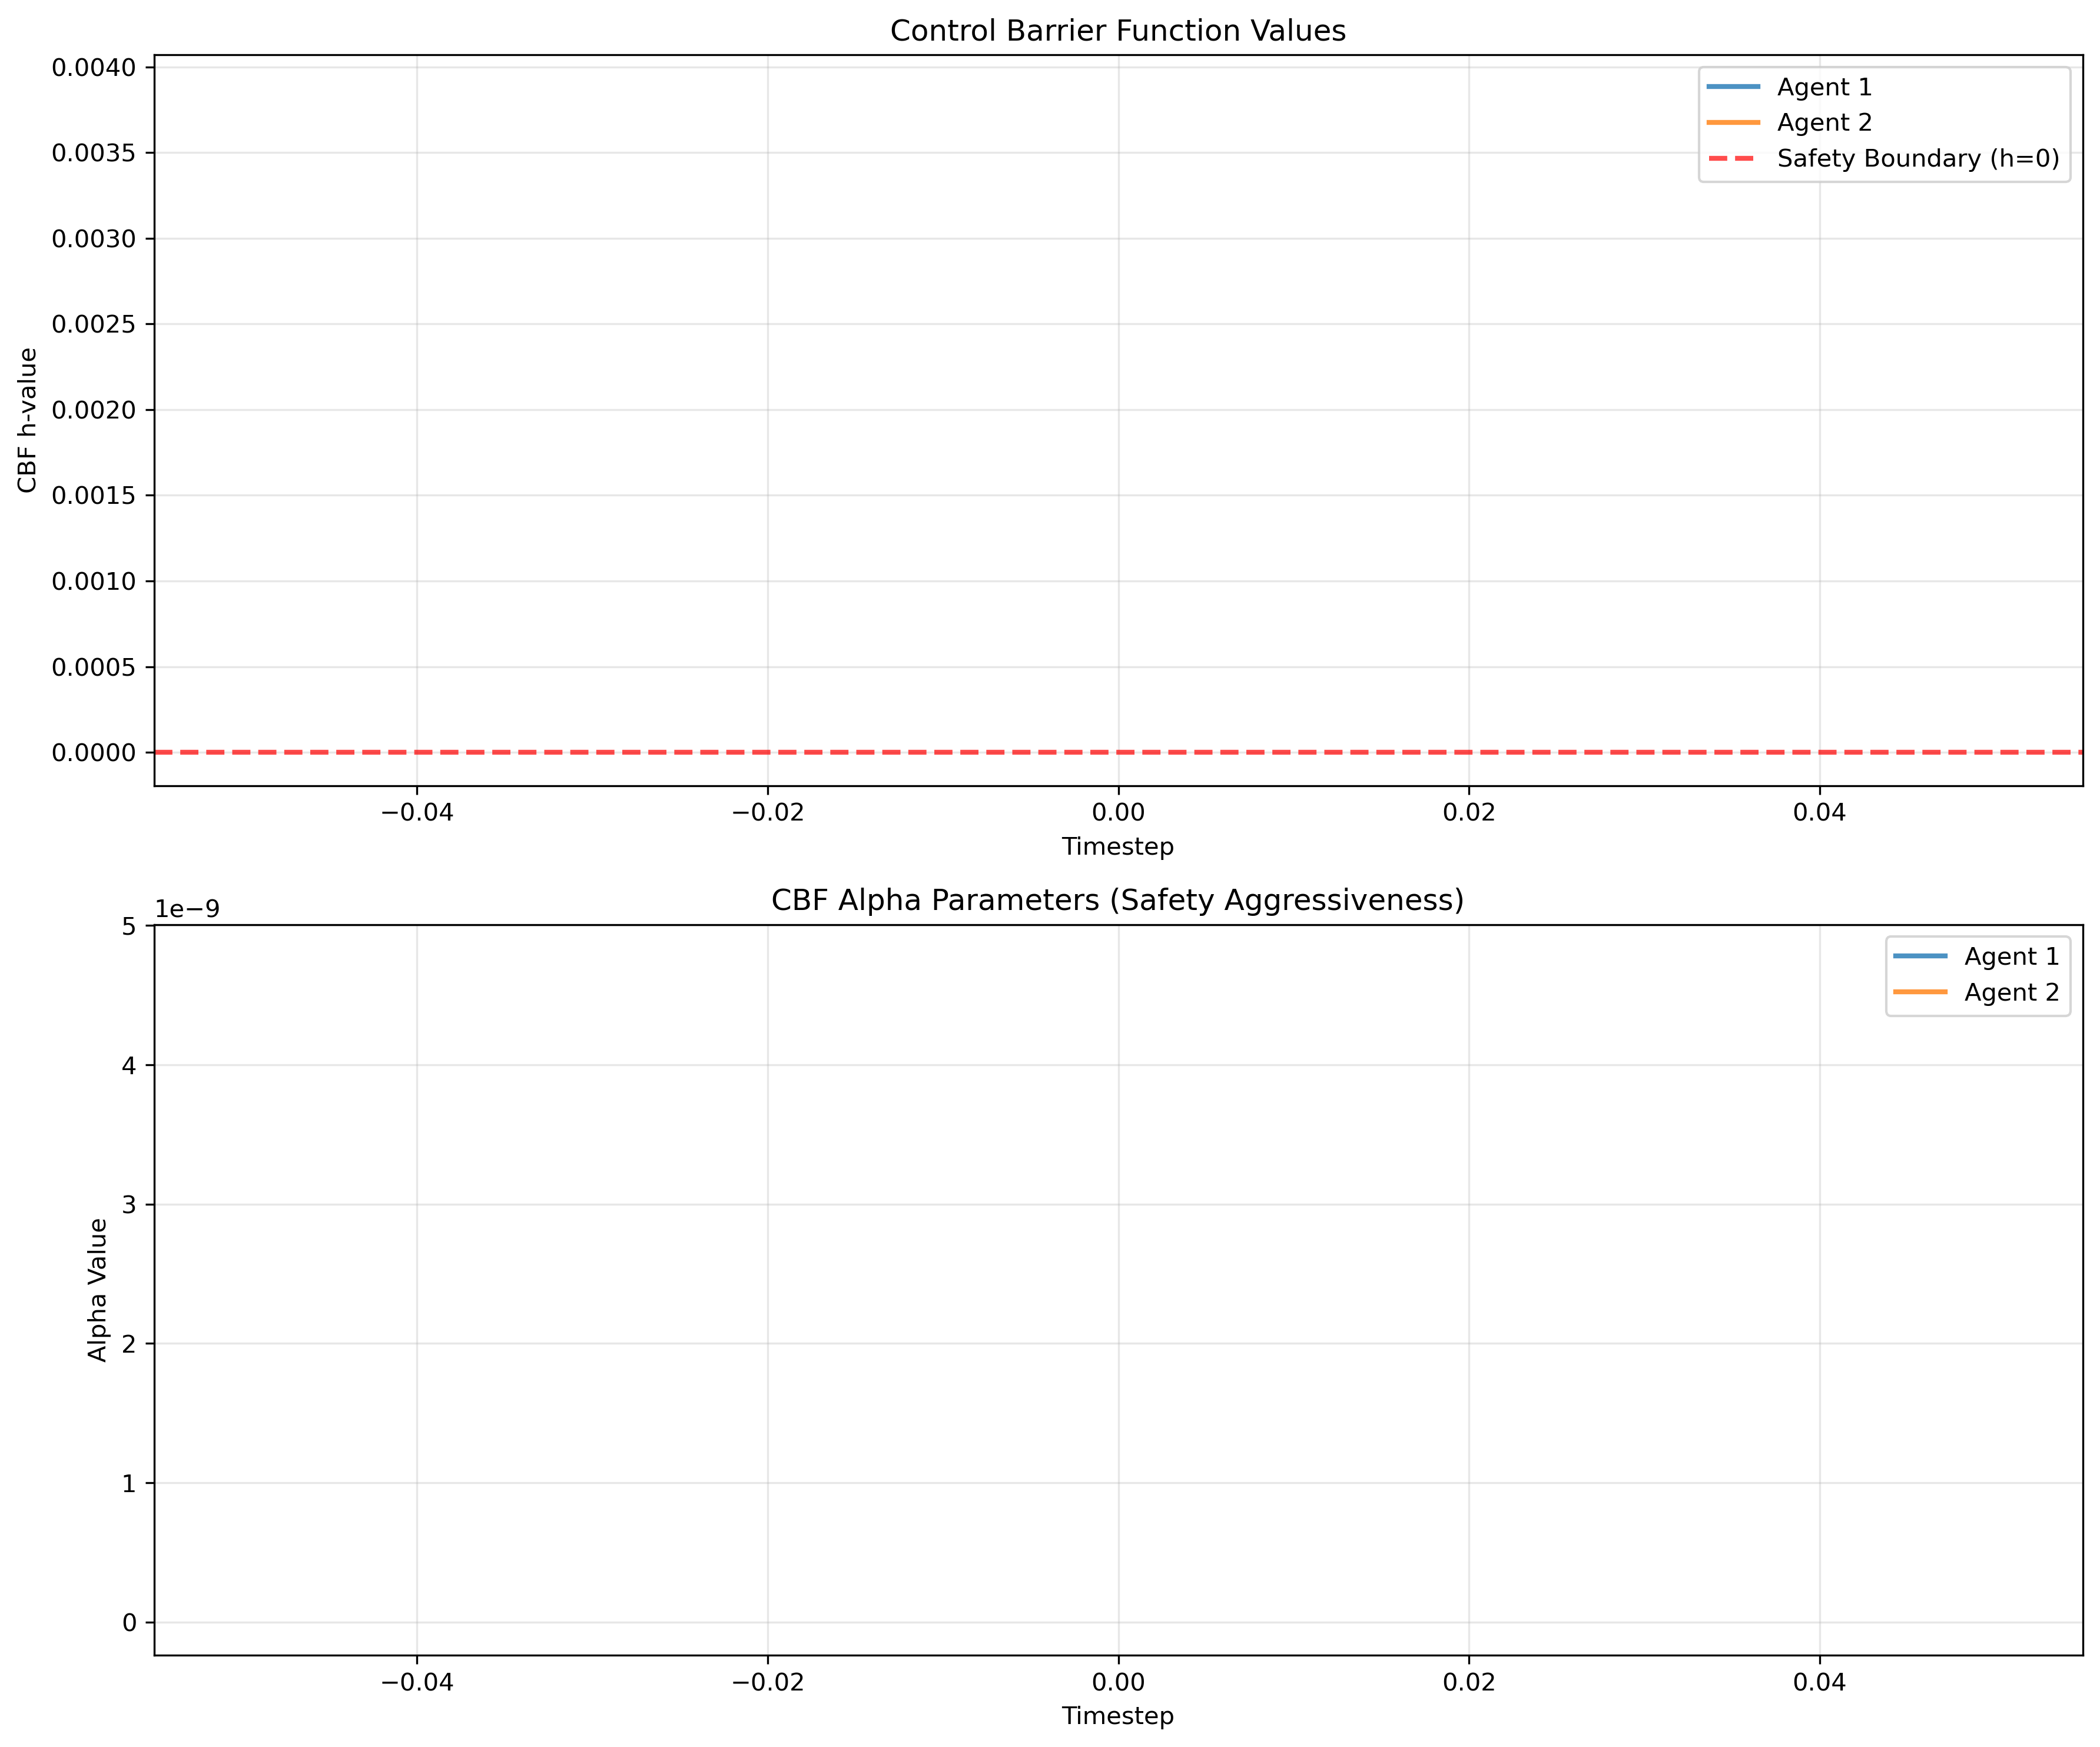 Control Barrier Function Values
0.0040
0.0035
0.0030
0.0025
0.0020
0.0015
0.0010
0.0005
0.0000
CBF h-value
Agent 1
Agent 2
Safety Boundary (h=0)
−0.04 −0.02 0.00 0.02 0.04
Timestep
CBF Alpha Parameters (Safety Aggressiveness)
1e−9
5
4
3
2
1
0
Alpha Value
Agent 1
Agent 2
−0.04 −0.02 0.00 0.02 0.04
Timestep